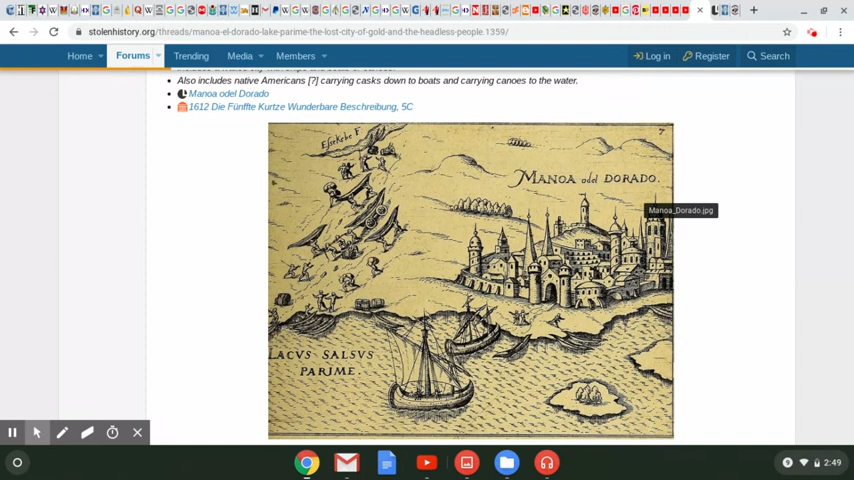 stolenhistory.org/threads/manoa-el-dorado-lake-parime-the-lost-city-of-gold-and-the-headless-people.1359/
Home Forums Trending Media Members Log in Register Search
Also includes native Americans [?] carrying casks down to boats and carrying canoes to the water.
Manoa odel Dorado
1612 Die Fünffte Kurtze Wunderbare Beschreibung, 5C
Essekebe F.
7
MANOA odel DORADO.
Manoa_Dorado.jpg
LACVS SALSVS
PARIME.
2:49